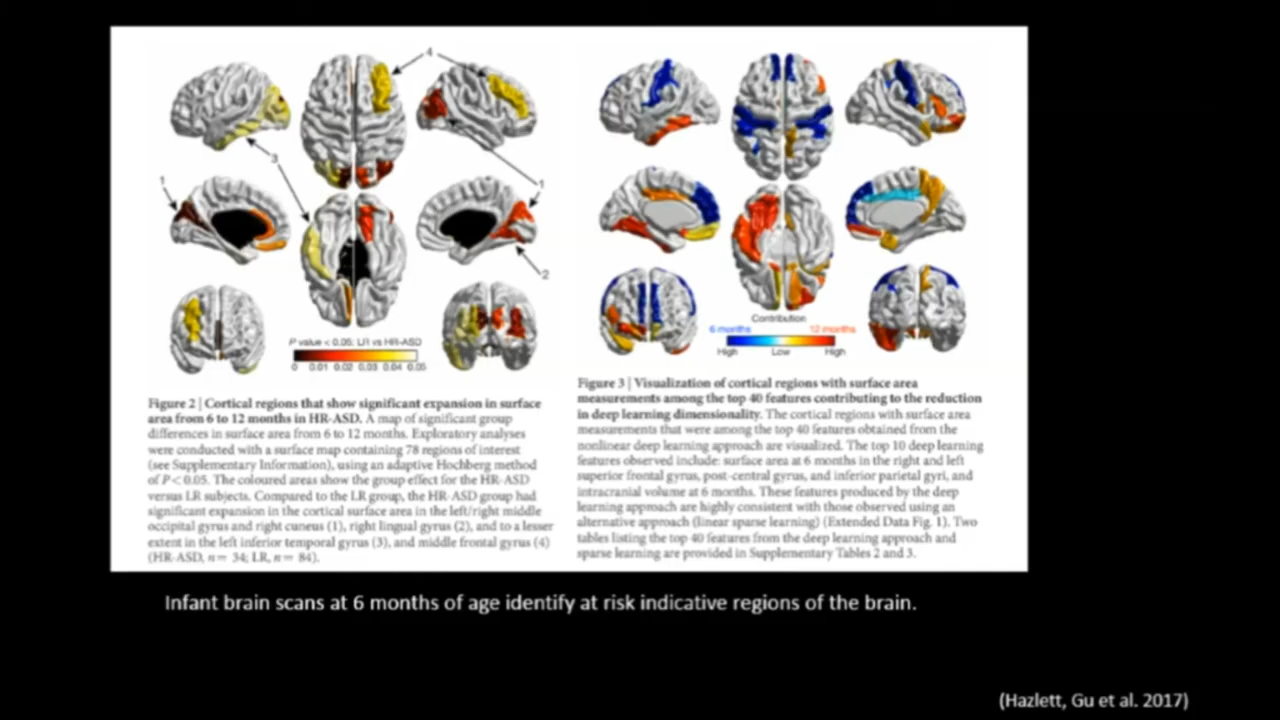 4
3
1
1
2
P value < 0.05: LR vs HR-ASD
0 0.01 0.02 0.03 0.04 0.05
Figure 2 | Cortical regions that show significant expansion in surface
area from 6 to 12 months in HR-ASD. A map of significant group
differences in surface area from 6 to 12 months. Exploratory analyses
were conducted with a surface map containing 78 regions of interest
(see Supplementary Information), using an adaptive Hochberg method
of P < 0.05. The coloured areas show the group effect for the HR-ASD
versus LR subjects. Compared to the LR group, the HR-ASD group had
significant expansion in the cortical surface area in the left/right middle
occipital gyrus and right cuneus (1), right lingual gyrus (2), and to a lesser
extent in the left inferior temporal gyrus (3), and middle frontal gyrus (4)
(HR-ASD, n = 34; LR, n = 84).
Contribution
6 months 12 months
High Low High
Figure 3 | Visualization of cortical regions with surface area
measurements among the top 40 features contributing to the reduction
in deep learning dimensionality. The cortical regions with surface area
measurements that were among the top 40 features obtained from the
nonlinear deep learning approach are visualized. The top 10 deep learning
features observed include: surface area at 6 months in the right and left
superior frontal gyrus, post-central gyrus, and inferior parietal gyri, and
intracranial volume at 6 months. These features produced by the deep
learning approach are highly consistent with those observed using an
alternative approach (linear sparse learning) (Extended Data Fig. 1). Two
tables listing the top 40 features from the deep learning approach and
sparse learning are provided in Supplementary Tables 2 and 3.
Infant brain scans at 6 months of age identify at risk indicative regions of the brain.
(Hazlett, Gu et al. 2017)